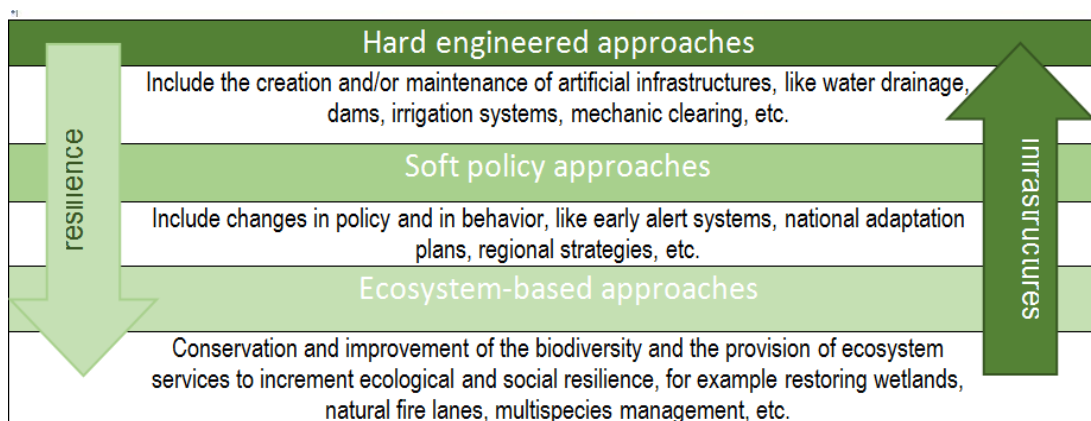 Hard engineered approaches
Include the creation and/or maintenance of artificial infrastructures, like water drainage,
dams, irrigation systems, mechanic clearing, etc.
Soft policy approaches
Include changes in policy and in behavior, like early alert systems, national adaptation
plans, regional strategies, etc.
Ecosystem-based approaches
Conservation and improvement of the biodiversity and the provision of ecosystem
services to increment ecological and social resilience, for example restoring wetlands,
natural fire lanes, multispecies management, etc.
resilience
infrastructures